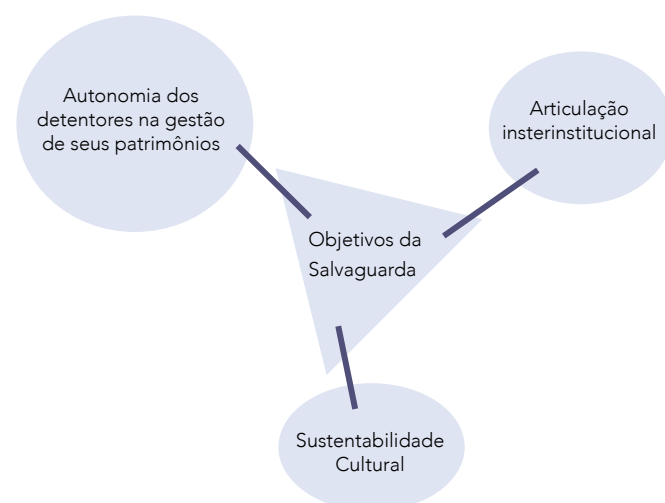 Autonomia dos
detentores na gestão
de seus patrimônios
Articulação
insterinstitucional
Objetivos da
Salvaguarda
Sustentabilidade
Cultural